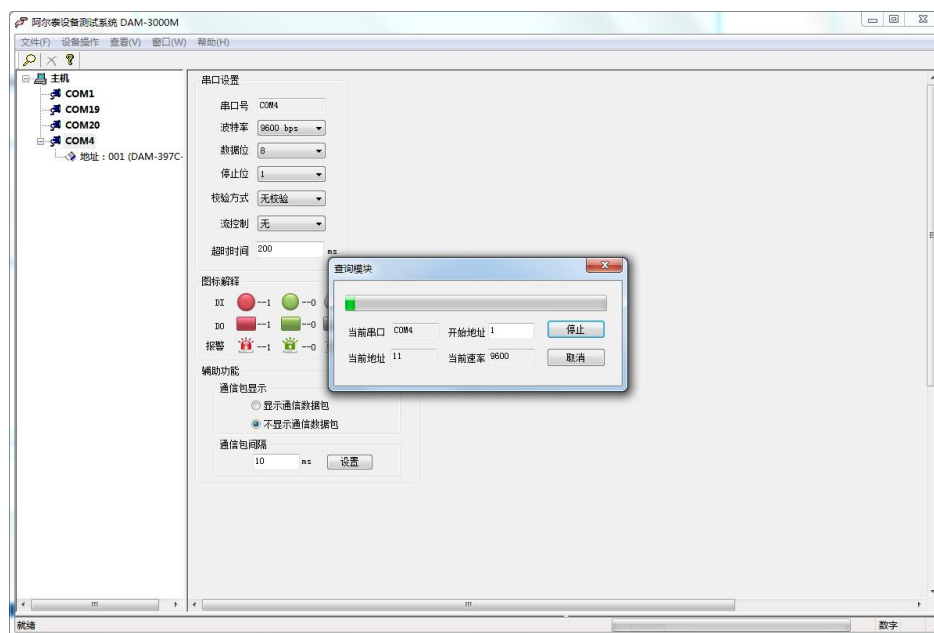 阿尔泰设备测试系统 DAM-3000M
文件(F) 设备操作 查看(V) 窗口(W) 帮助(H)
主机
COM1
COM19
COM20
COM4
地址：001 (DAM-397C-
串口设置
串口号 COM4
波特率 9600 bps
数据位 8
停止位 1
校验方式 无校验
流控制 无
超时时间 200 ms
图标解释
DI --1 --0
DO --1 --0
报警 --1 --0
辅助功能
通信包显示
显示通信数据包
不显示通信数据包
通信包间隔
10 ms 设置
查询模块
当前串口 COM4 开始地址 1 停止
当前地址 11 当前速率 9600 取消
就绪 数字